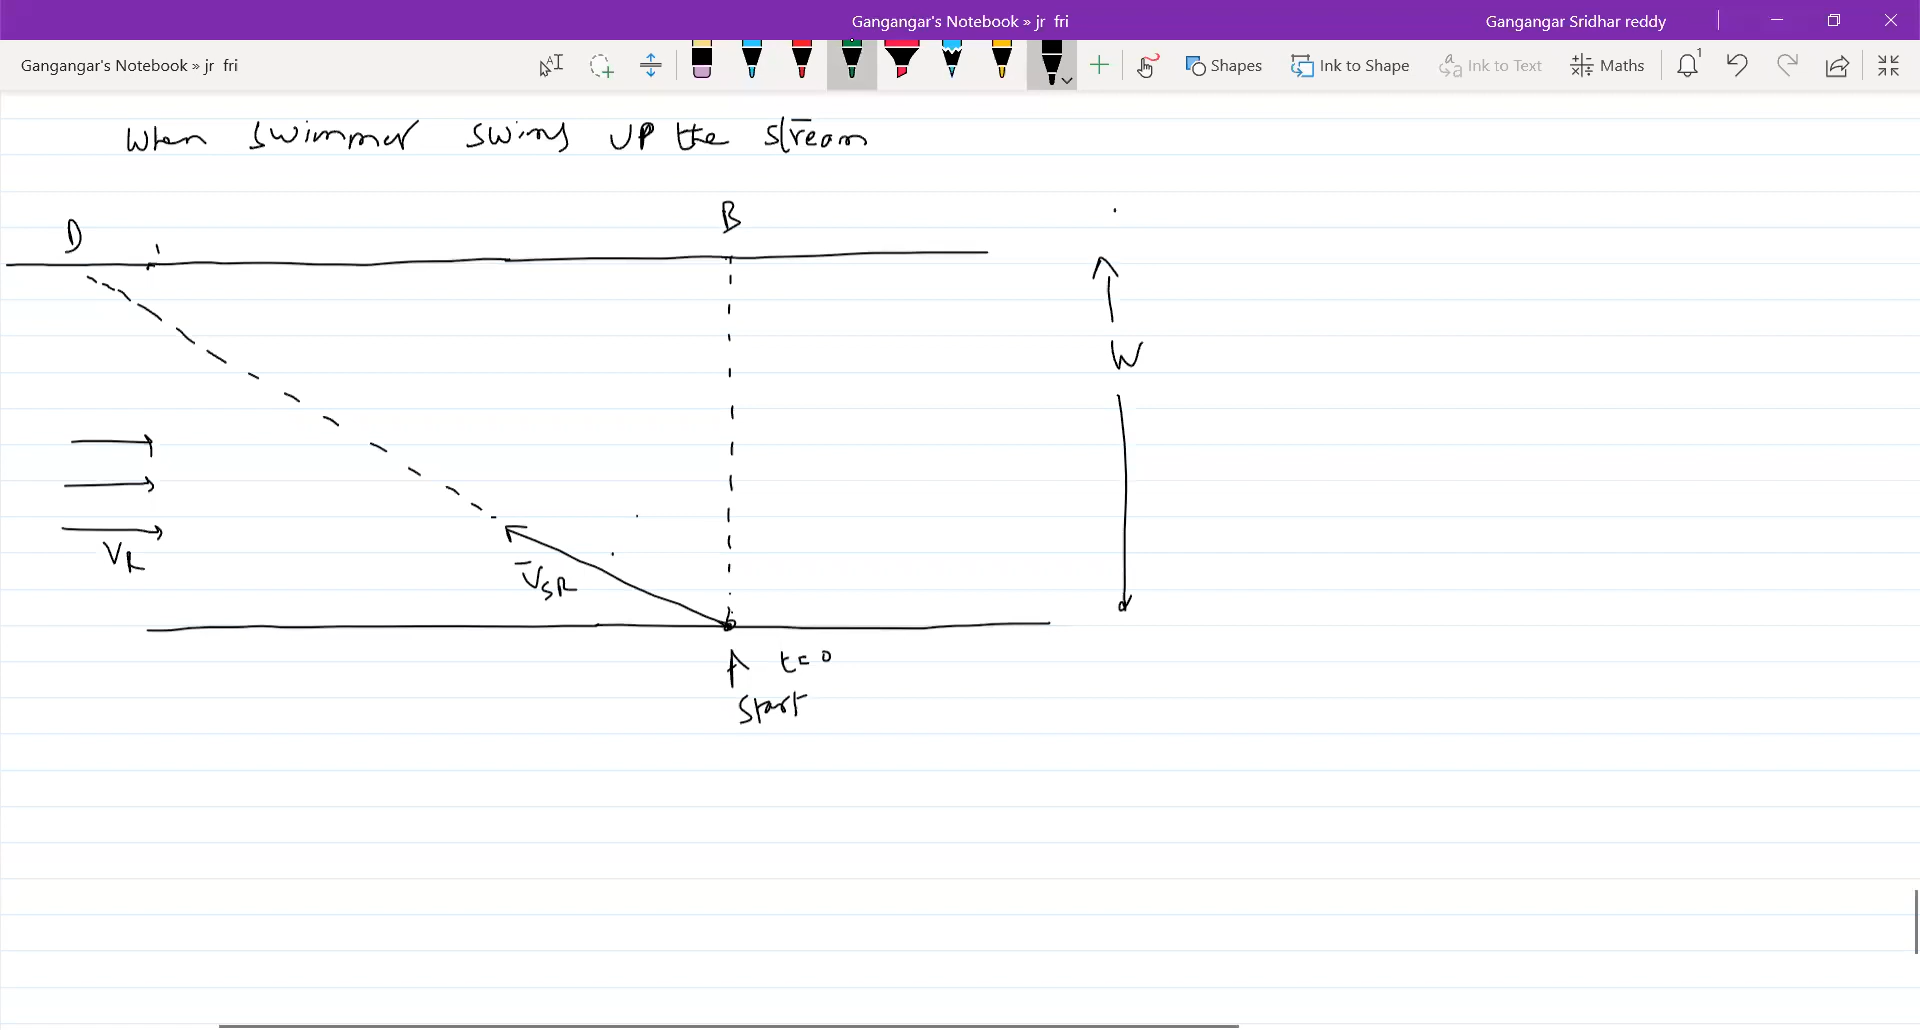 Gangangar's Notebook » jr fri
Gangangar Sridhar reddy
Gangangar's Notebook » jr fri
Shapes
Ink to Shape
Ink to Text
Maths
1
When swimmer swims up the stream
D
B
W
VR
VSR
A t=0
Start